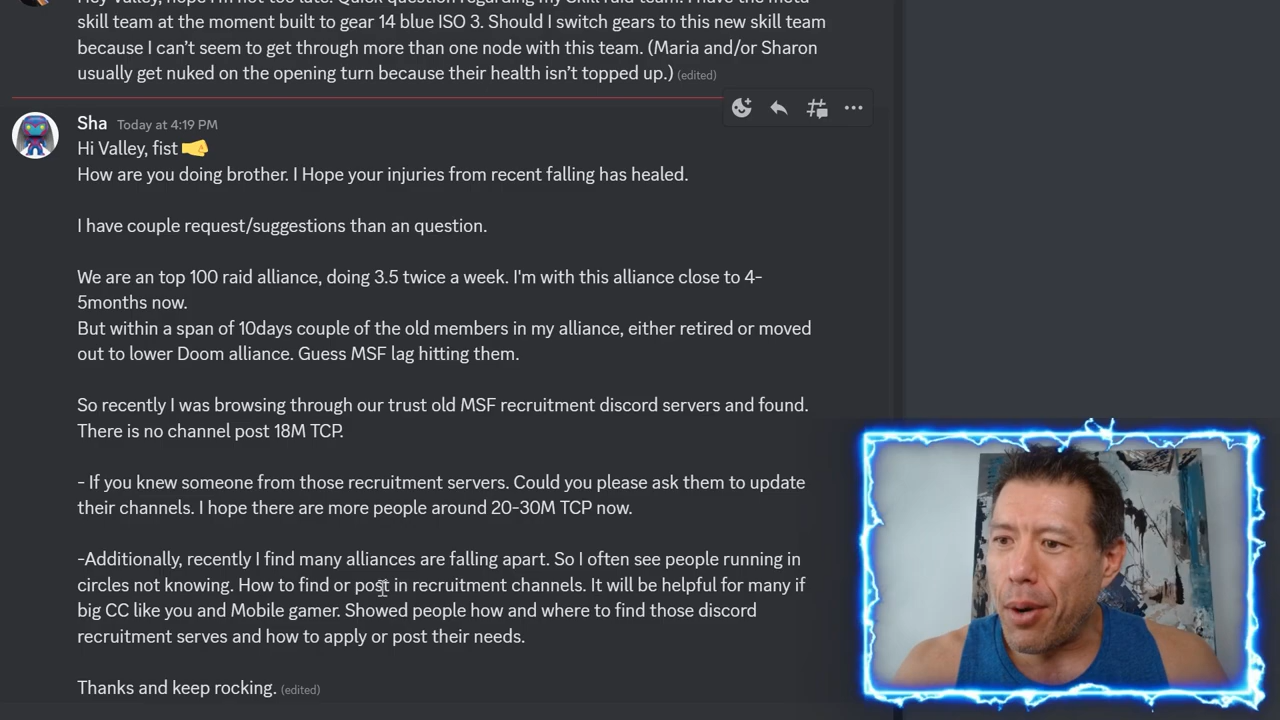 Hey Valley, hope I'm not too late. Quick question regarding my Skill raid team. I have the meta
skill team at the moment built to gear 14 blue ISO 3. Should I switch gears to this new skill team
because I can't seem to get through more than one node with this team. (Maria and/or Sharon
usually get nuked on the opening turn because their health isn't topped up.) (edited)
Sha Today at 4:19 PM
Hi Valley, fist
How are you doing brother. I Hope your injuries from recent falling has healed.
I have couple request/suggestions than an question.
We are an top 100 raid alliance, doing 3.5 twice a week. I'm with this alliance close to 4-
5months now.
But within a span of 10days couple of the old members in my alliance, either retired or moved
out to lower Doom alliance. Guess MSF lag hitting them.
So recently I was browsing through our trust old MSF recruitment discord servers and found.
There is no channel post 18M TCP.
- If you knew someone from those recruitment servers. Could you please ask them to update
their channels. I hope there are more people around 20-30M TCP now.
-Additionally, recently I find many alliances are falling apart. So I often see people running in
circles not knowing. How to find or post in recruitment channels. It will be helpful for many if
big CC like you and Mobile gamer. Showed people how and where to find those discord
recruitment serves and how to apply or post their needs.
Thanks and keep rocking. (edited)